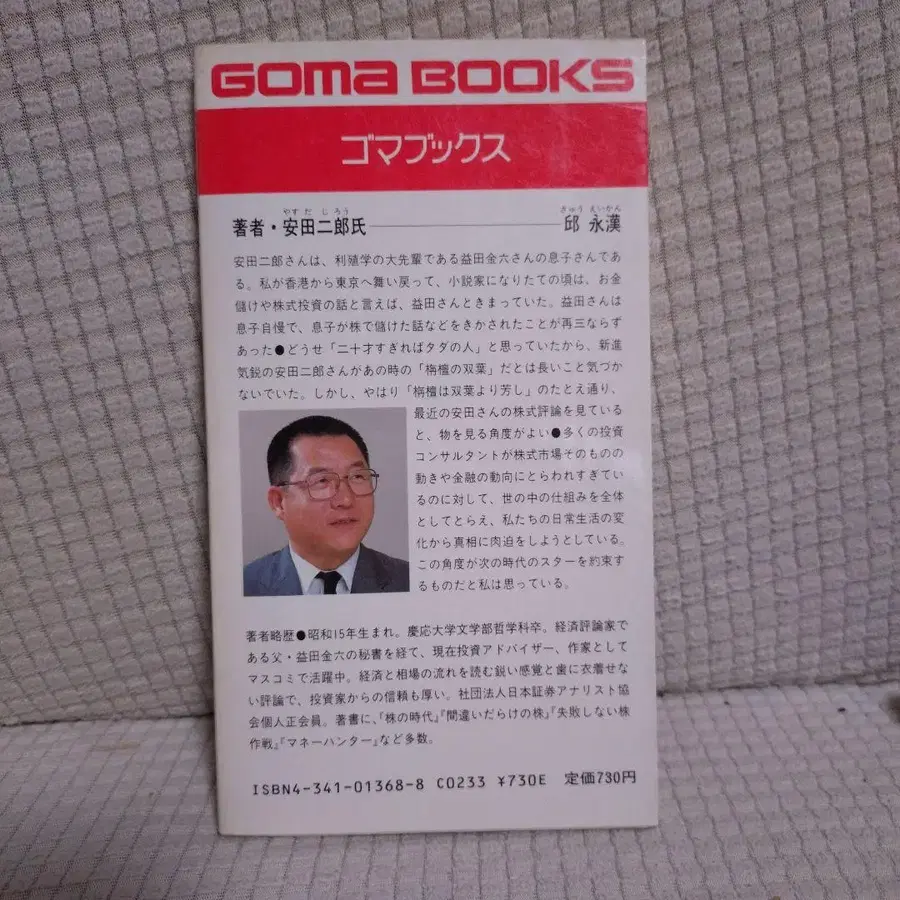 GOMA BOOKS
ゴマブックス
やすだじろう
きゅうえいかん
著者・安田二郎氏 邱 永漢
安田二郎さんは、利殖学の大先輩である益田金六さんの息子さんであ
る。私が香港から東京へ舞い戻って、小説家になりたての頃は、お金
儲けや株式投資の話と言えば、益田さんときまっていた。益田さんは
息子自慢で、息子が株で儲けた話などをきかされたことが再三ならず
あった●どうせ「二十才すぎればタダの人」と思っていたから、新進
気鋭の安田二郎さんがあの時の「栴檀の双葉」だとは長いこと気づか
ないでいた。しかし、やはり「栴檀は双葉より芳し」のたとえ通り、
最近の安田さんの株式評論を見ている
と、物を見る角度がよい●多くの投資
コンサルタントが株式市場そのものの
動きや金融の動向にとらわれすぎてい
るのに対して、世の中の仕組みを全体
としてとらえ、私たちの日常生活の変
化から真相に肉迫をしようとしている。
この角度が次の時代のスターを約束す
るものだと私は思っている。
著者略歴●昭和15年生まれ。慶応大学文学部哲学科卒。経済評論家で
ある父・益田金六の秘書を経て、現在投資アドバイザー、作家として
マスコミで活躍中。経済と相場の流れを読む鋭い感覚と歯に衣着せな
い評論で、投資家からの信頼も厚い。社団法人日本証券アナリスト協
会個人正会員。著書に、『株の時代』『間違いだらけの株』『失敗しない株
作戦』『マネーハンター』など多数。
ISBN4-341-01368-8 C0233 ¥730E 定価730円